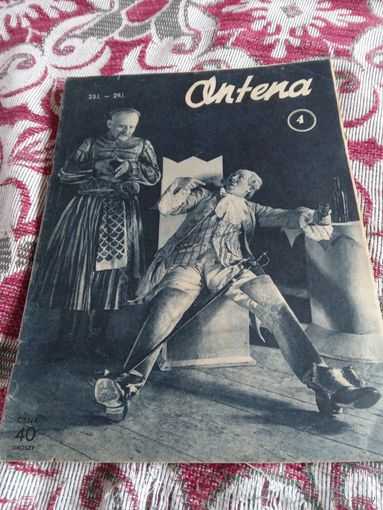 23.I. — 29.I.
Antena
4
CENA
40
GROSZY